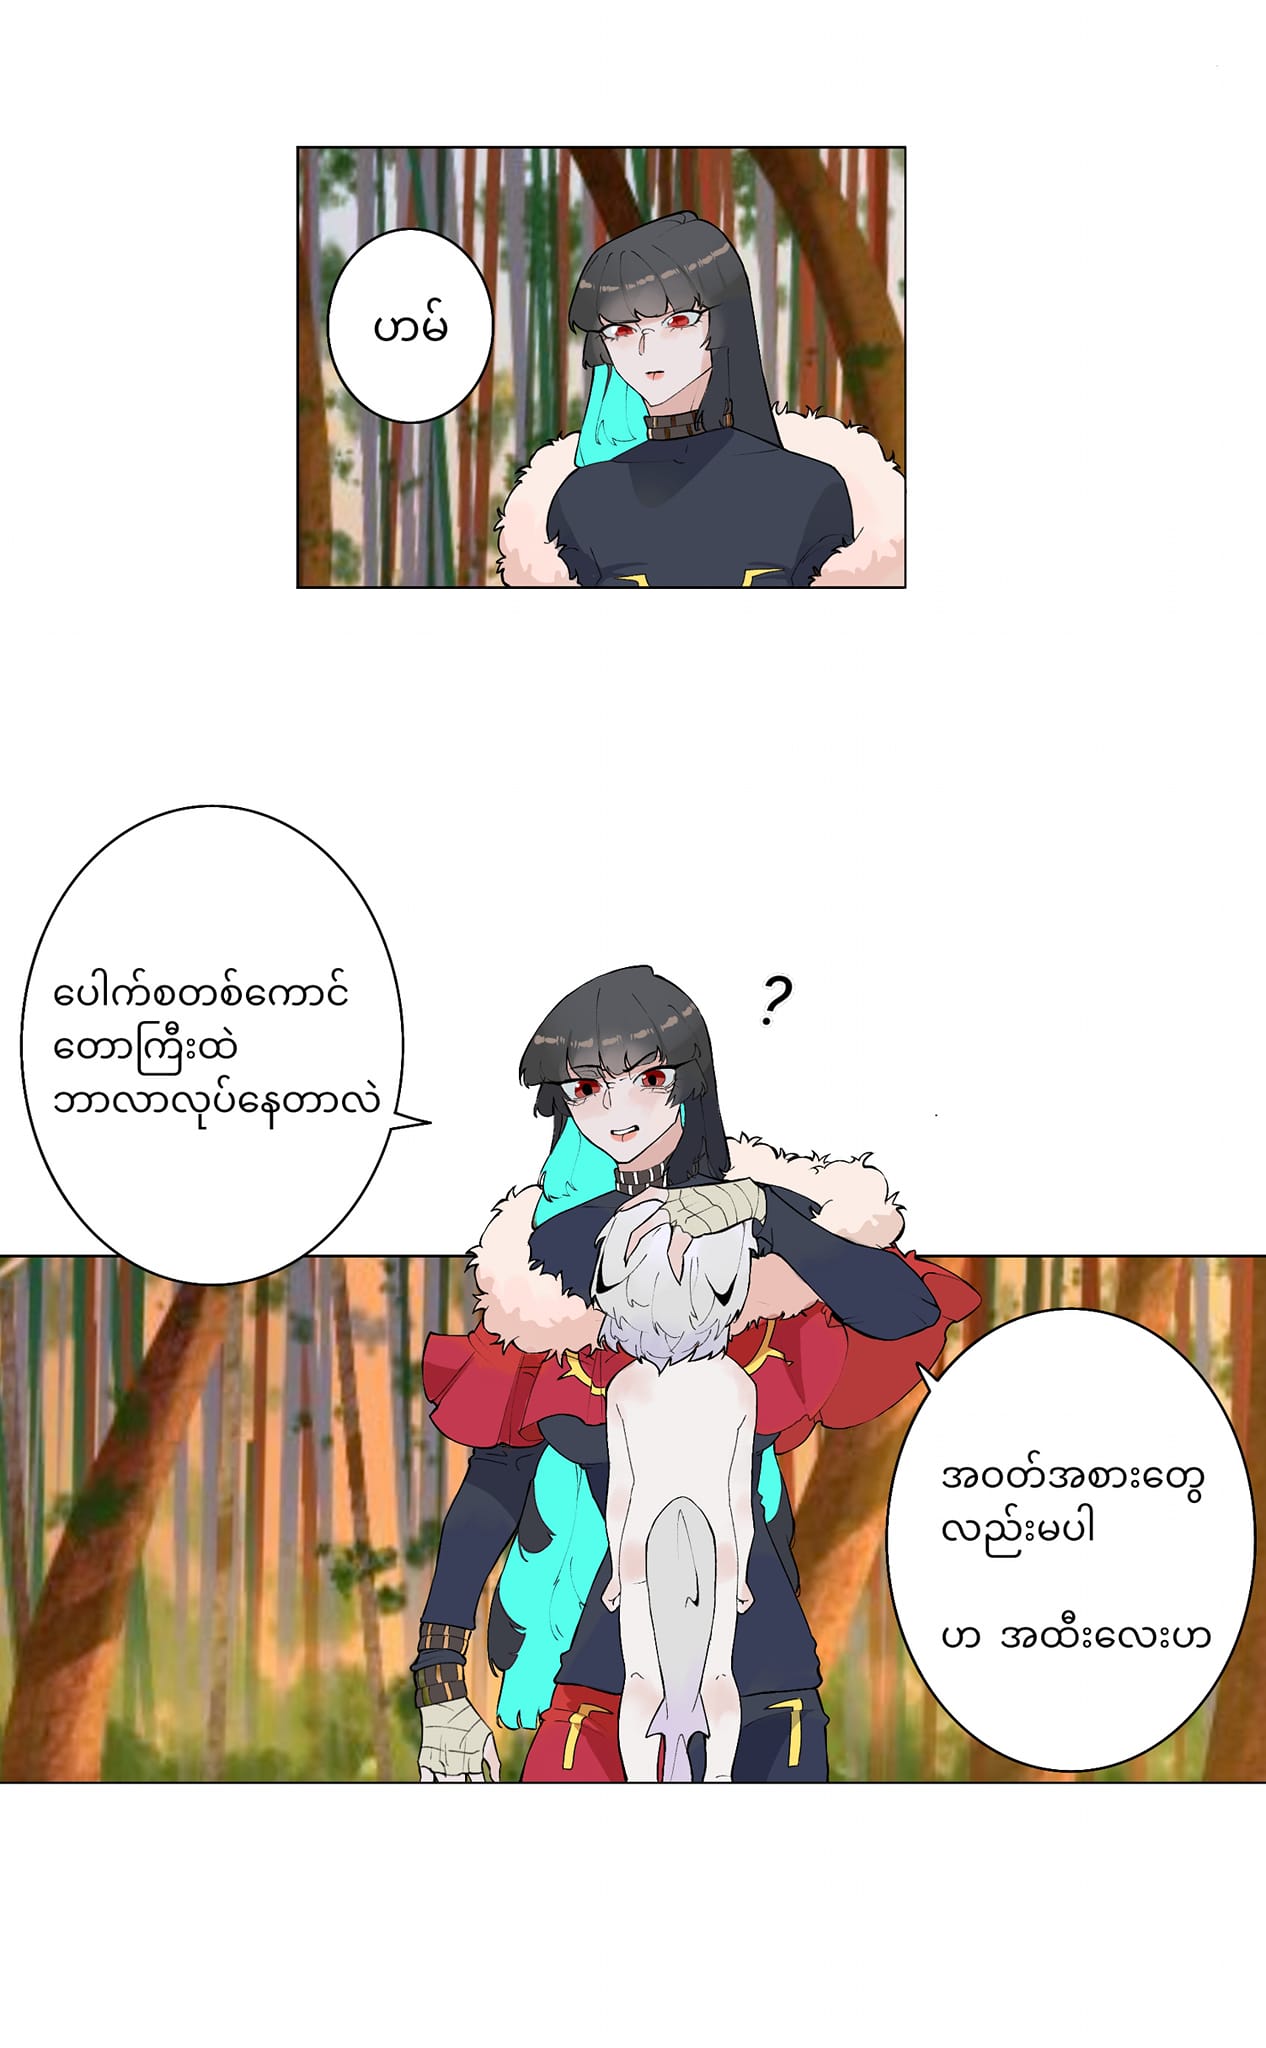 ဟမ်
ပေါက်စတစ်ကောင်
တောကြီးထဲ
ဘာလာလုပ်နေတာလဲ
?
အဝတ်အစားတွေ
လည်းမပါ
ဟ အထီးလေးဟ